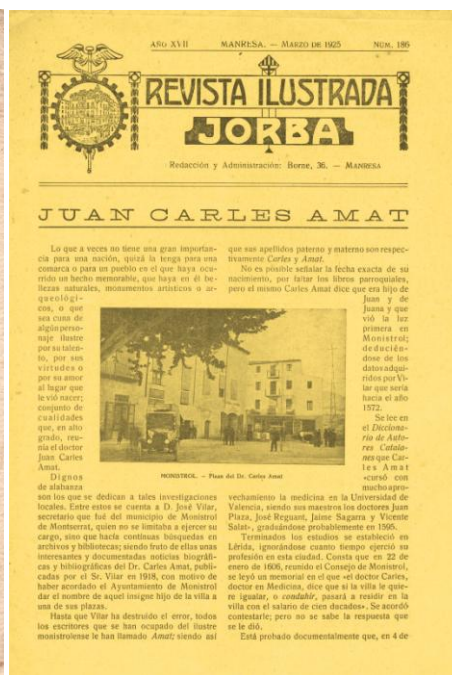 AÑO XVII MANRESA. — MARZO DE 1925 NÚM. 186
REVISTA ILUSTRADA
JORBA
Redacción y Administración: Borne, 36. — MANRESA
JUAN CARLES AMAT
Lo que a veces no tiene una gran importan-
cia para una nación, quizá la tenga para una
comarca o para un pueblo en el que haya ocu-
rrido un hecho memorable, que haya en él be-
llezas naturales, monumentos artísticos o ar-
queológi-
cos, o que
sea cuna de
algún perso-
naje ilustre
por su talen-
to, por sus
virtudes o
por su amor
al lugar que
le vió nacer;
conjunto de
cualidades
que, en alto
grado, reu-
nía el doctor
Juan Carles
Amat.
Dignos
de alabanza
son los que se dedican a tales investigaciones
locales. Entre estos se cuenta a D. José Vilar,
secretario que fué del municipio de Monistrol
de Montserrat, quien no se limitaba a ejercer su
cargo, sino que hacía continuas búsquedas en
archivos y bibliotecas; siendo fruto de ellas unas
interesantes y documentadas noticias biográfi-
cas y bibliográficas del Dr. Carles Amat, publi-
cadas por el Sr. Vilar en 1918, con motivo de
haber acordado el Ayuntamiento de Monistrol
dar el nombre de aquel insigne hijo de la villa a
una de sus plazas.
Hasta que Vilar ha destruído el error, todos
los escritores que se han ocupado del ilustre
monistrolense le han llamado Amat; siendo así
que sus apellidos paterno y materno son respec-
tivamente Carles y Amat.
No es posible señalar la fecha exacta de su
nacimiento, por faltar los libros parroquiales,
pero el mismo Carles Amat dice que era hijo de
Juan y de
Juana y que
vió la luz
primera en
Monistrol;
deducién-
dose de los
datos adqui-
ridos por Vi-
lar que sería
hacia el año
1572.
Se lee en
el Dicciona-
rio de Auto-
res Catala-
nes que Car-
les Amat
«cursó con
mucho apro-
vechamiento la medicina en la Universidad de
Valencia, siendo sus maestros los doctores Juan
Plaza, José Reguant, Jaime Sagarra y Vicente
Salat», graduándose probablemente en 1595.
Terminados los estudios se estableció en
Lérida, ignorándose cuanto tiempo ejerció su
profesión en esta ciudad. Consta que en 22 de
enero de 1606, reunido el Consejo de Monistrol,
se leyó un memorial en el que «el doctor Carles,
doctor en Medicina, dice que si la villa le quie-
re igualar, o conduhir, pasará a residir en la
villa con el salario de cien ducados». Se acordó
contestarle; pero no se sabe la respuesta que
se le dió.
Está probado documentalmente que, en 4 de
MONISTROL. — Plaza del Dr. Carles Amat